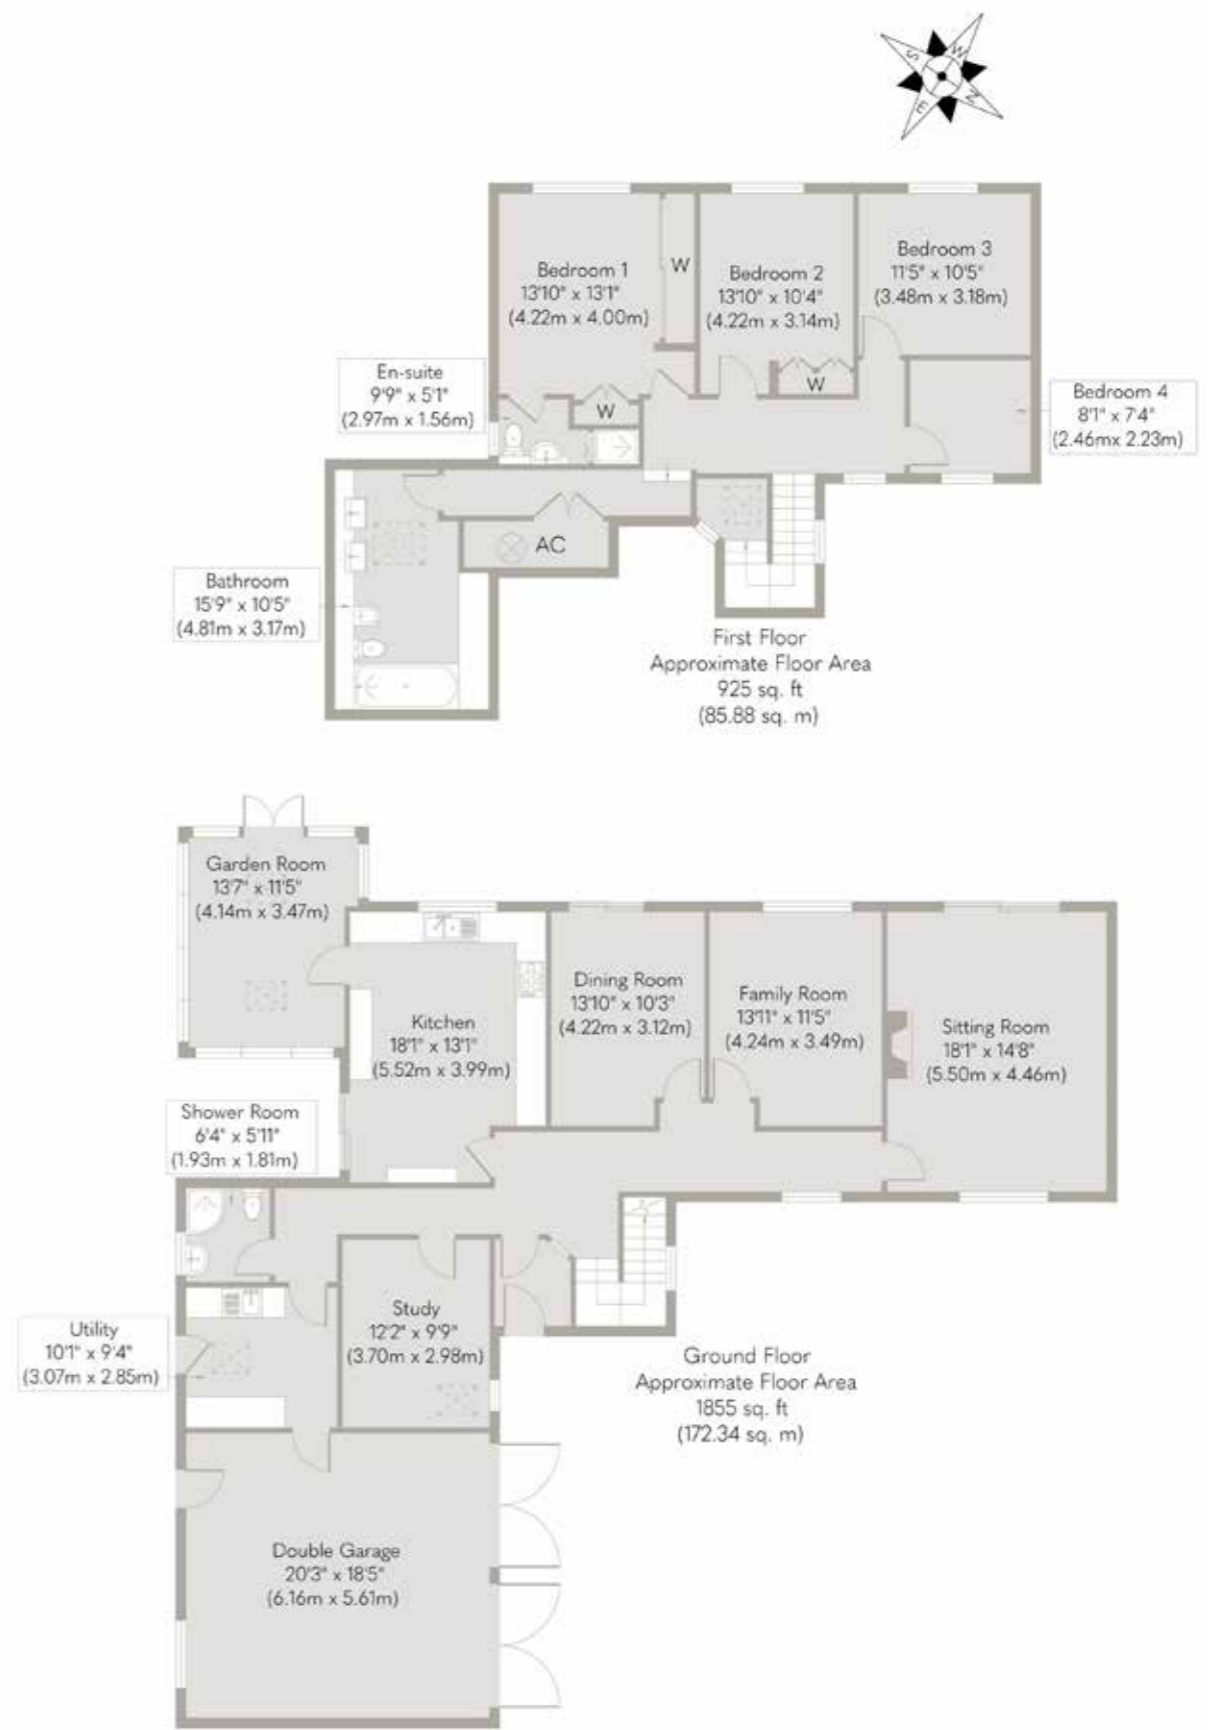 S
W
N
E
Bedroom 1
13'10" x 13'1"
(4.22m x 4.00m)
W
Bedroom 2
13'10" x 10'4"
(4.22m x 3.14m)
W
Bedroom 3
11'5" x 10'5"
(3.48m x 3.18m)
En-suite
9'9" x 5'1"
(2.97m x 1.56m)
W
Bedroom 4
8'1" x 7'4"
(2.46mx 2.23m)
AC
Bathroom
15'9" x 10'5"
(4.81m x 3.17m)
First Floor
Approximate Floor Area
925 sq. ft
(85.88 sq. m)
Garden Room
13'7" x 11'5"
(4.14m x 3.47m)
Kitchen
18'1" x 13'1"
(5.52m x 3.99m)
Dining Room
13'10" x 10'3"
(4.22m x 3.12m)
Family Room
13'11" x 11'5"
(4.24m x 3.49m)
Sitting Room
18'1" x 14'8"
(5.50m x 4.46m)
Shower Room
6'4" x 5'11"
(1.93m x 1.81m)
Study
12'2" x 9'9"
(3.70m x 2.98m)
Utility
10'1" x 9'4"
(3.07m x 2.85m)
Ground Floor
Approximate Floor Area
1855 sq. ft
(172.34 sq. m)
Double Garage
20'3" x 18'5"
(6.16m x 5.61m)